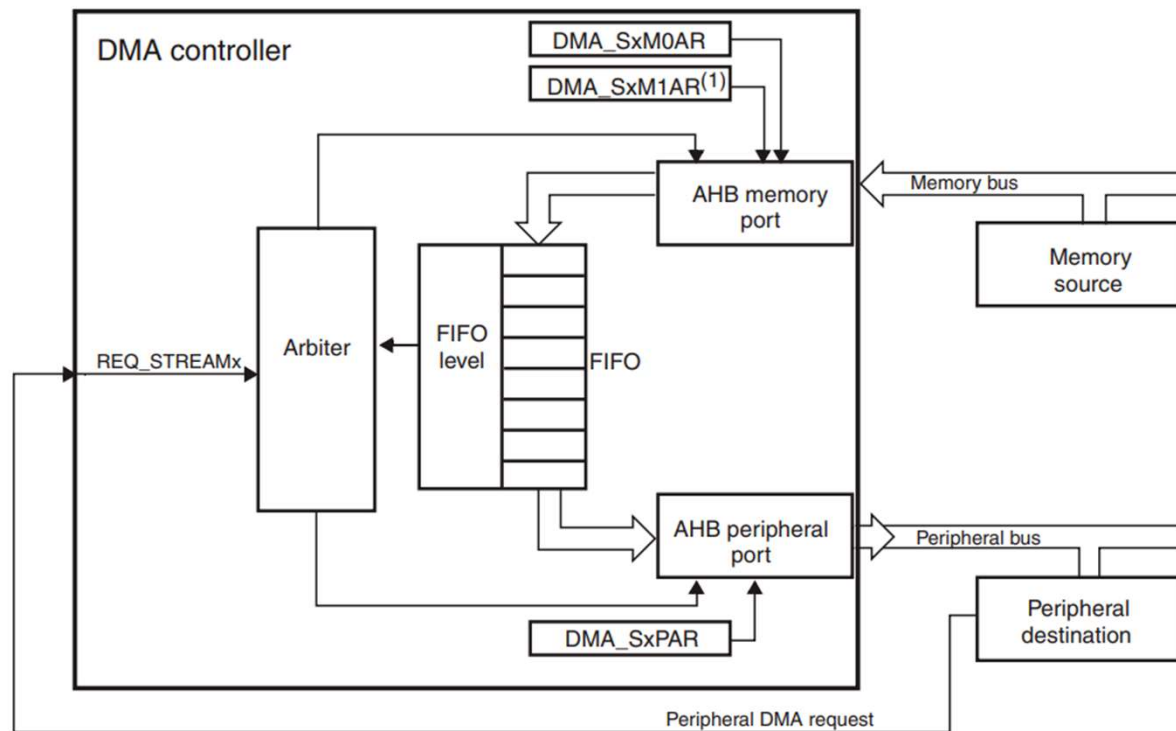 DMA controller
DMA_SxM0AR
DMA_SxM1AR(1)
AHB memory
port
Memory bus
Memory
source
Arbiter
FIFO
level
FIFO
REQ_STREAMx
AHB peripheral
port
Peripheral bus
Peripheral
destination
DMA_SxPAR
Peripheral DMA request